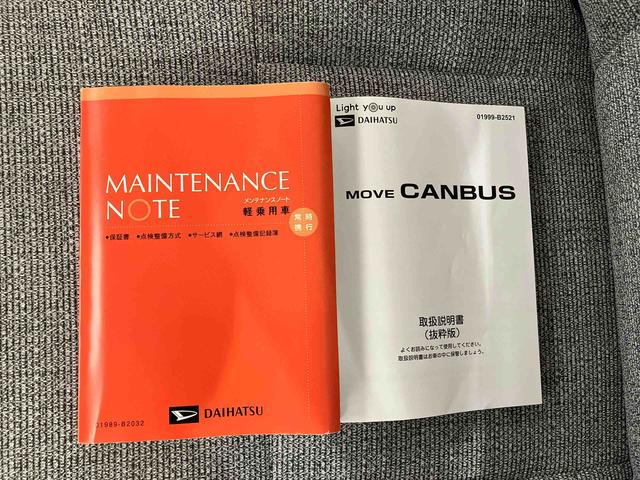 MAINTENANCE
NOTE
メンテナンスノート
軽乗用車
常時
携行
●保証書 ●点検整備方式 ●サービス網 ●点検整備記録簿
DAIHATSU
01989-B2032
Light you up
DAIHATSU
01999-B2521
MOVE CANBUS
取扱説明書
（抜粋版）
よくお読みになって使用してください。
取扱説明書はお車の中に保管しましょう。